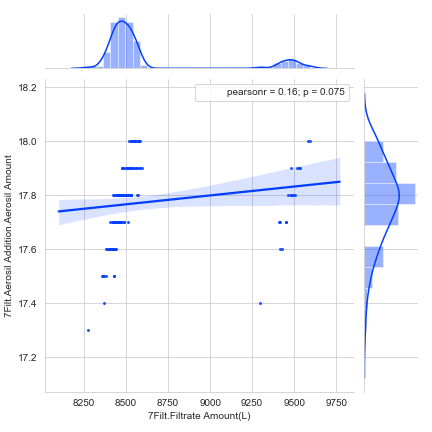 pearsonr = 0.16; p = 0.075
18.2
18.0
17.8
17.6
17.4
17.2
7Filt.Aerosil Addition.Aerosil Amount
8250 8500 8750 9000 9250 9500 9750
7Filt.Filtrate Amount(L)